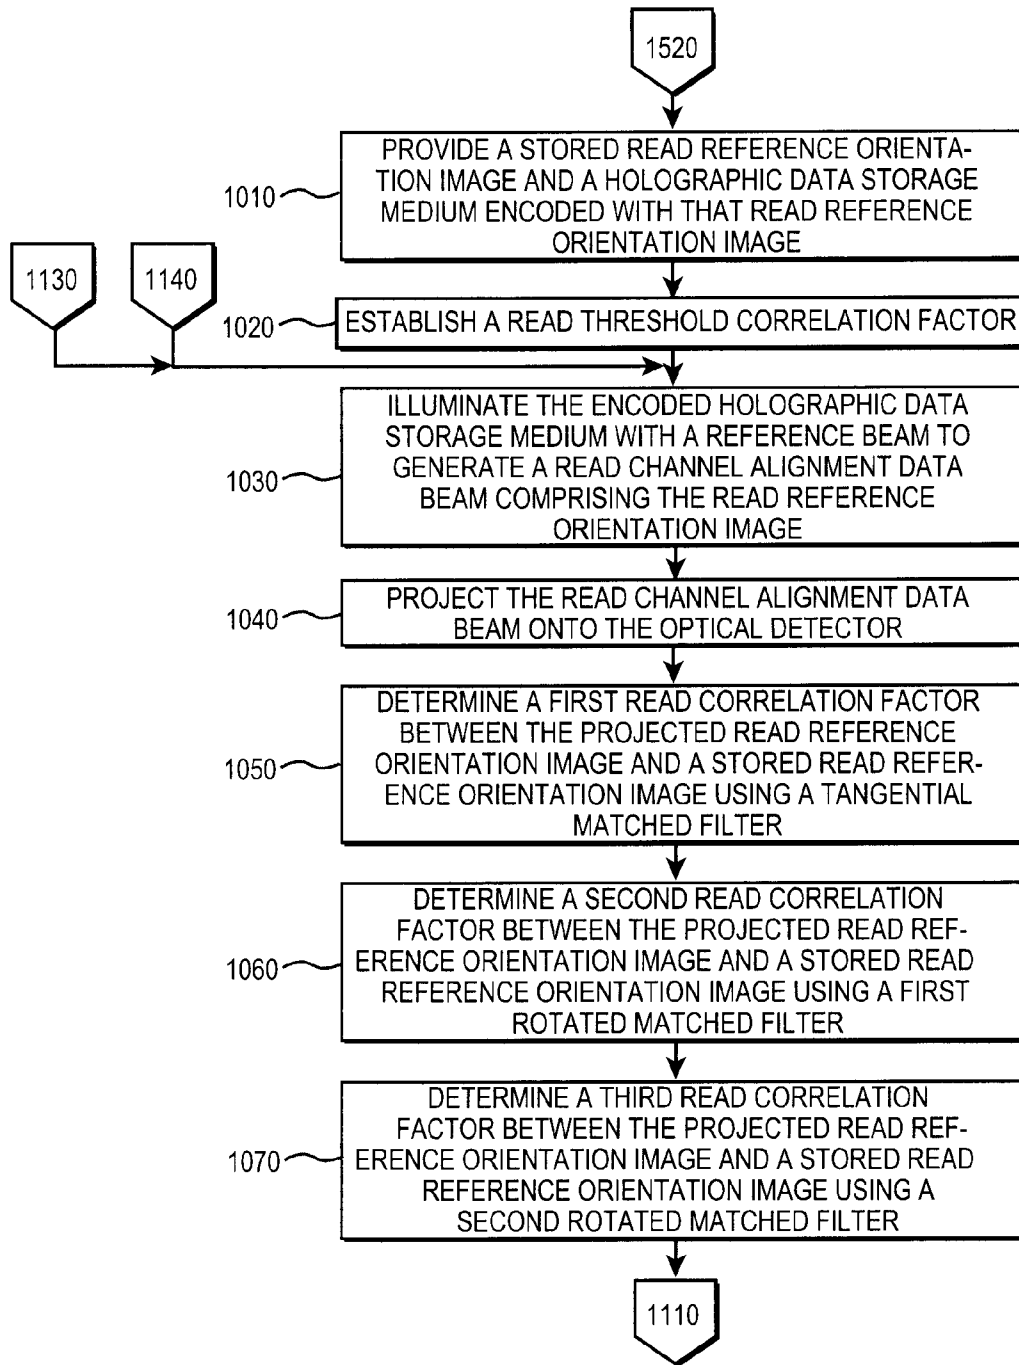 1520
PROVIDE A STORED READ REFERENCE ORIENTA-
TION IMAGE AND A HOLOGRAPHIC DATA STORAGE
MEDIUM ENCODED WITH THAT READ REFERENCE
ORIENTATION IMAGE
1010
1130
1140
1020
ESTABLISH A READ THRESHOLD CORRELATION FACTOR
ILLUMINATE THE ENCODED HOLOGRAPHIC DATA
STORAGE MEDIUM WITH A REFERENCE BEAM TO
GENERATE A READ CHANNEL ALIGNMENT DATA
BEAM COMPRISING THE READ REFERENCE
ORIENTATION IMAGE
1030
PROJECT THE READ CHANNEL ALIGNMENT DATA
BEAM ONTO THE OPTICAL DETECTOR
1040
DETERMINE A FIRST READ CORRELATION FACTOR
BETWEEN THE PROJECTED READ REFERENCE
ORIENTATION IMAGE AND A STORED READ REFER-
ENCE ORIENTATION IMAGE USING A TANGENTIAL
MATCHED FILTER
1050
DETERMINE A SECOND READ CORRELATION
FACTOR BETWEEN THE PROJECTED READ REF-
ERENCE ORIENTATION IMAGE AND A STORED READ
REFERENCE ORIENTATION IMAGE USING A FIRST
ROTATED MATCHED FILTER
1060
DETERMINE A THIRD READ CORRELATION
FACTOR BETWEEN THE PROJECTED READ REF-
ERENCE ORIENTATION IMAGE AND A STORED READ
REFERENCE ORIENTATION IMAGE USING A
SECOND ROTATED MATCHED FILTER
1070
1110